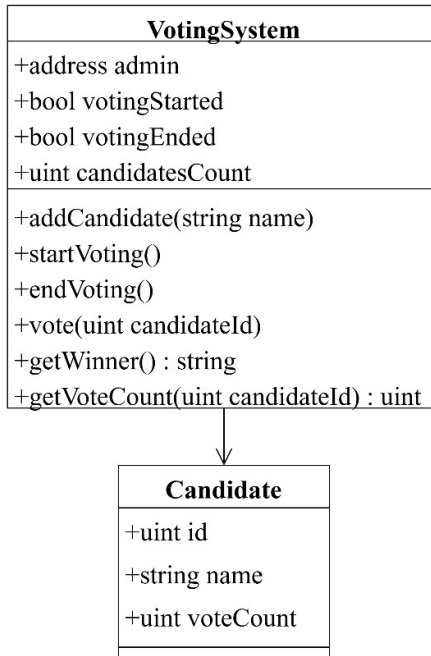 VotingSystem
+address admin
+bool votingStarted
+bool votingEnded
+uint candidatesCount
+addCandidate(string name)
+startVoting()
+endVoting()
+vote(uint candidateId)
+getWinner() : string
+getVoteCount(uint candidateId) : uint
Candidate
+uint id
+string name
+uint voteCount